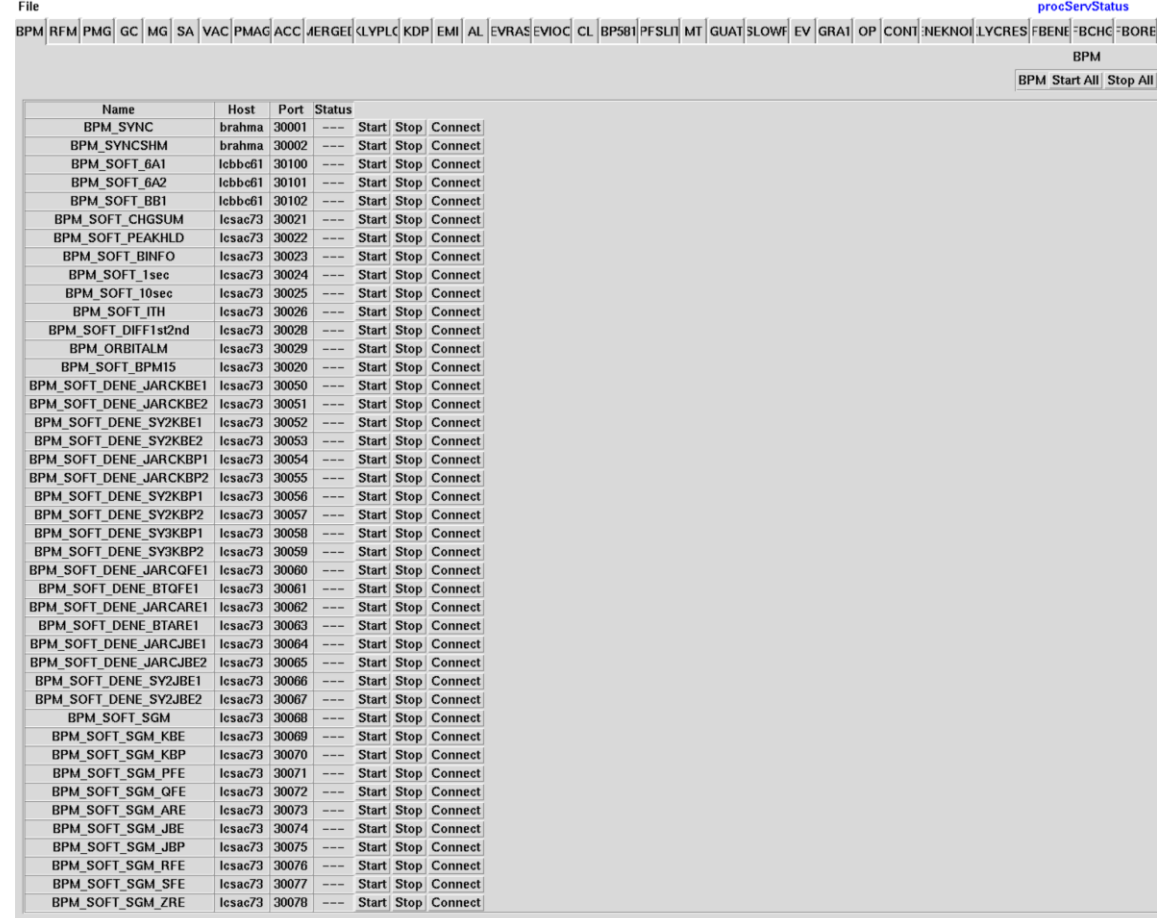 File procServStatus
BPM RFM PMG GC MG SA VAC PMAG ACC KDP EMI AL EVRAS EVIOC CL BP581 PFSLIT MT GUAT SLOWF EV GRA1 OP CONT LYCRES FBENE FBCHG FBORB
BPM
BPM Start All Stop All
Name Host Port Status
BPM_SYNC brahma 30001 --- Start Stop Connect
BPM_SYNCSHM brahma 30002 --- Start Stop Connect
BPM_SOFT_6A1 lcbbc61 30100 --- Start Stop Connect
BPM_SOFT_6A2 lcbbc61 30101 --- Start Stop Connect
BPM_SOFT_BB1 lcbbc61 30102 --- Start Stop Connect
BPM_SOFT_CHGSUM lcsac73 30021 --- Start Stop Connect
BPM_SOFT_PEAKHLD lcsac73 30022 --- Start Stop Connect
BPM_SOFT_BINFO lcsac73 30023 --- Start Stop Connect
BPM_SOFT_1sec lcsac73 30024 --- Start Stop Connect
BPM_SOFT_10sec lcsac73 30025 --- Start Stop Connect
BPM_SOFT_ITH lcsac73 30026 --- Start Stop Connect
BPM_SOFT_DIFF1st2nd lcsac73 30028 --- Start Stop Connect
BPM_ORBITALM lcsac73 30029 --- Start Stop Connect
BPM_SOFT_BPM15 lcsac73 30020 --- Start Stop Connect
BPM_SOFT_DENE_JARCKBE1 lcsac73 30050 --- Start Stop Connect
BPM_SOFT_DENE_JARCKBE2 lcsac73 30051 --- Start Stop Connect
BPM_SOFT_DENE_SY2KBE1 lcsac73 30052 --- Start Stop Connect
BPM_SOFT_DENE_SY2KBE2 lcsac73 30053 --- Start Stop Connect
BPM_SOFT_DENE_JARCKBP1 lcsac73 30054 --- Start Stop Connect
BPM_SOFT_DENE_JARCKBP2 lcsac73 30055 --- Start Stop Connect
BPM_SOFT_DENE_SY2KBP1 lcsac73 30056 --- Start Stop Connect
BPM_SOFT_DENE_SY2KBP2 lcsac73 30057 --- Start Stop Connect
BPM_SOFT_DENE_SY3KBP1 lcsac73 30058 --- Start Stop Connect
BPM_SOFT_DENE_SY3KBP2 lcsac73 30059 --- Start Stop Connect
BPM_SOFT_DENE_JARCQFE1 lcsac73 30060 --- Start Stop Connect
BPM_SOFT_DENE_BTQFE1 lcsac73 30061 --- Start Stop Connect
BPM_SOFT_DENE_JARCARE1 lcsac73 30062 --- Start Stop Connect
BPM_SOFT_DENE_BTARE1 lcsac73 30063 --- Start Stop Connect
BPM_SOFT_DENE_JARCJBE1 lcsac73 30064 --- Start Stop Connect
BPM_SOFT_DENE_JARCJBE2 lcsac73 30065 --- Start Stop Connect
BPM_SOFT_DENE_SY2JBE1 lcsac73 30066 --- Start Stop Connect
BPM_SOFT_DENE_SY2JBE2 lcsac73 30067 --- Start Stop Connect
BPM_SOFT_SGM lcsac73 30068 --- Start Stop Connect
BPM_SOFT_SGM_KBE lcsac73 30069 --- Start Stop Connect
BPM_SOFT_SGM_KBP lcsac73 30070 --- Start Stop Connect
BPM_SOFT_SGM_PFE lcsac73 30071 --- Start Stop Connect
BPM_SOFT_SGM_QFE lcsac73 30072 --- Start Stop Connect
BPM_SOFT_SGM_ARE lcsac73 30073 --- Start Stop Connect
BPM_SOFT_SGM_JBE lcsac73 30074 --- Start Stop Connect
BPM_SOFT_SGM_JBP lcsac73 30075 --- Start Stop Connect
BPM_SOFT_SGM_RFE lcsac73 30076 --- Start Stop Connect
BPM_SOFT_SGM_SFE lcsac73 30077 --- Start Stop Connect
BPM_SOFT_SGM_ZRE lcsac73 30078 --- Start Stop Connect